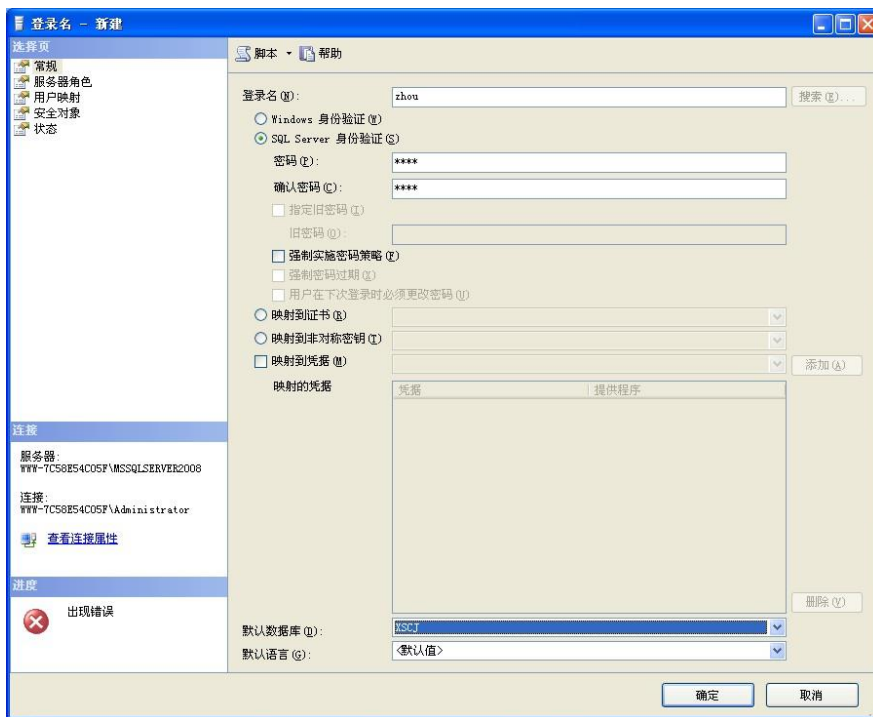 登录名 - 新建
选择页
常规
服务器角色
用户映射
安全对象
状态
脚本 帮助
登录名(N): zhou 搜索(E)...
Windows 身份验证(W)
SQL Server 身份验证(S)
密码(P): ****
确认密码(C): ****
指定旧密码(I)
旧密码(O):
强制实施密码策略(F)
强制密码过期(X)
用户在下次登录时必须更改密码(U)
映射到证书(R)
映射到非对称密钥(T)
映射到凭据(M) 添加(A)
映射的凭据 凭据 提供程序
连接
服务器:
WWW-7C58E54C05F\MSSQLSERVER2008
连接:
WWW-7C58E54C05F\Administrator
查看连接属性
进度
出现错误
删除(V)
默认数据库(D): XSCJ
默认语言(G): <默认值>
确定 取消